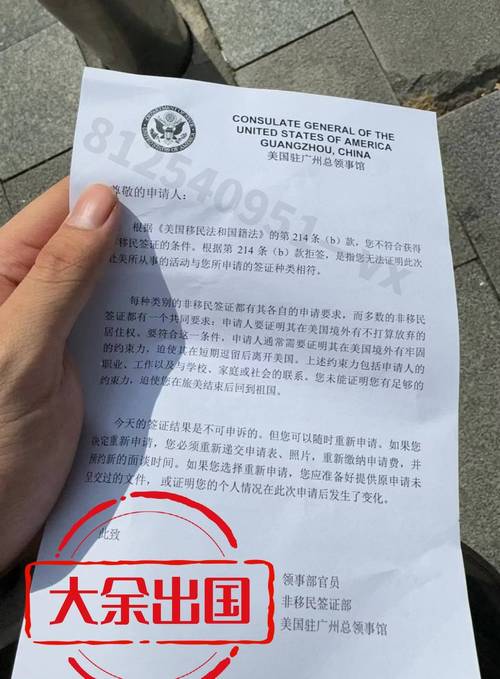 CONSULATE GENERAL OF THE
UNITED STATES OF AMERICA
GUANGZHOU, CHINA
美国驻广州总领事馆
812540951 vx
尊敬的申请人：
根据《美国移民法和国籍法》的第 214 条（b）款，您不符合获得
移民签证的条件。根据第 214 条（b）款拒签，是指您无法证明此次
赴美所从事的活动与您所申请的签证种类相符。
每种类别的非移民签证都有其各自的申请要求，而多数的非移民
签证都有一个共同要求：申请人要证明其在美国境外有不打算放弃的
居住权。要符合这一条件，申请人通常需要证明其在美国境外有牢固
的约束力，迫使其在短期逗留后离开美国。上述约束力包括申请人的
职业、工作以及与学校、家庭或社会的联系。您未能证明您有足够的
约束力，迫使您在旅美结束后回到祖国。
今天的签证结果是不可申诉的。但您可以随时重新申请。如果您
决定重新申请，您必须重新递交申请表、照片，重新缴纳申请费，并
预约新的面谈时间。如果您选择重新申请，您应准备好提供原申请未
呈交过的文件，或证明您的个人情况在此次申请后发生了变化。
此致
领事部官员
非移民签证部
美国驻广州总领事馆
大余出国